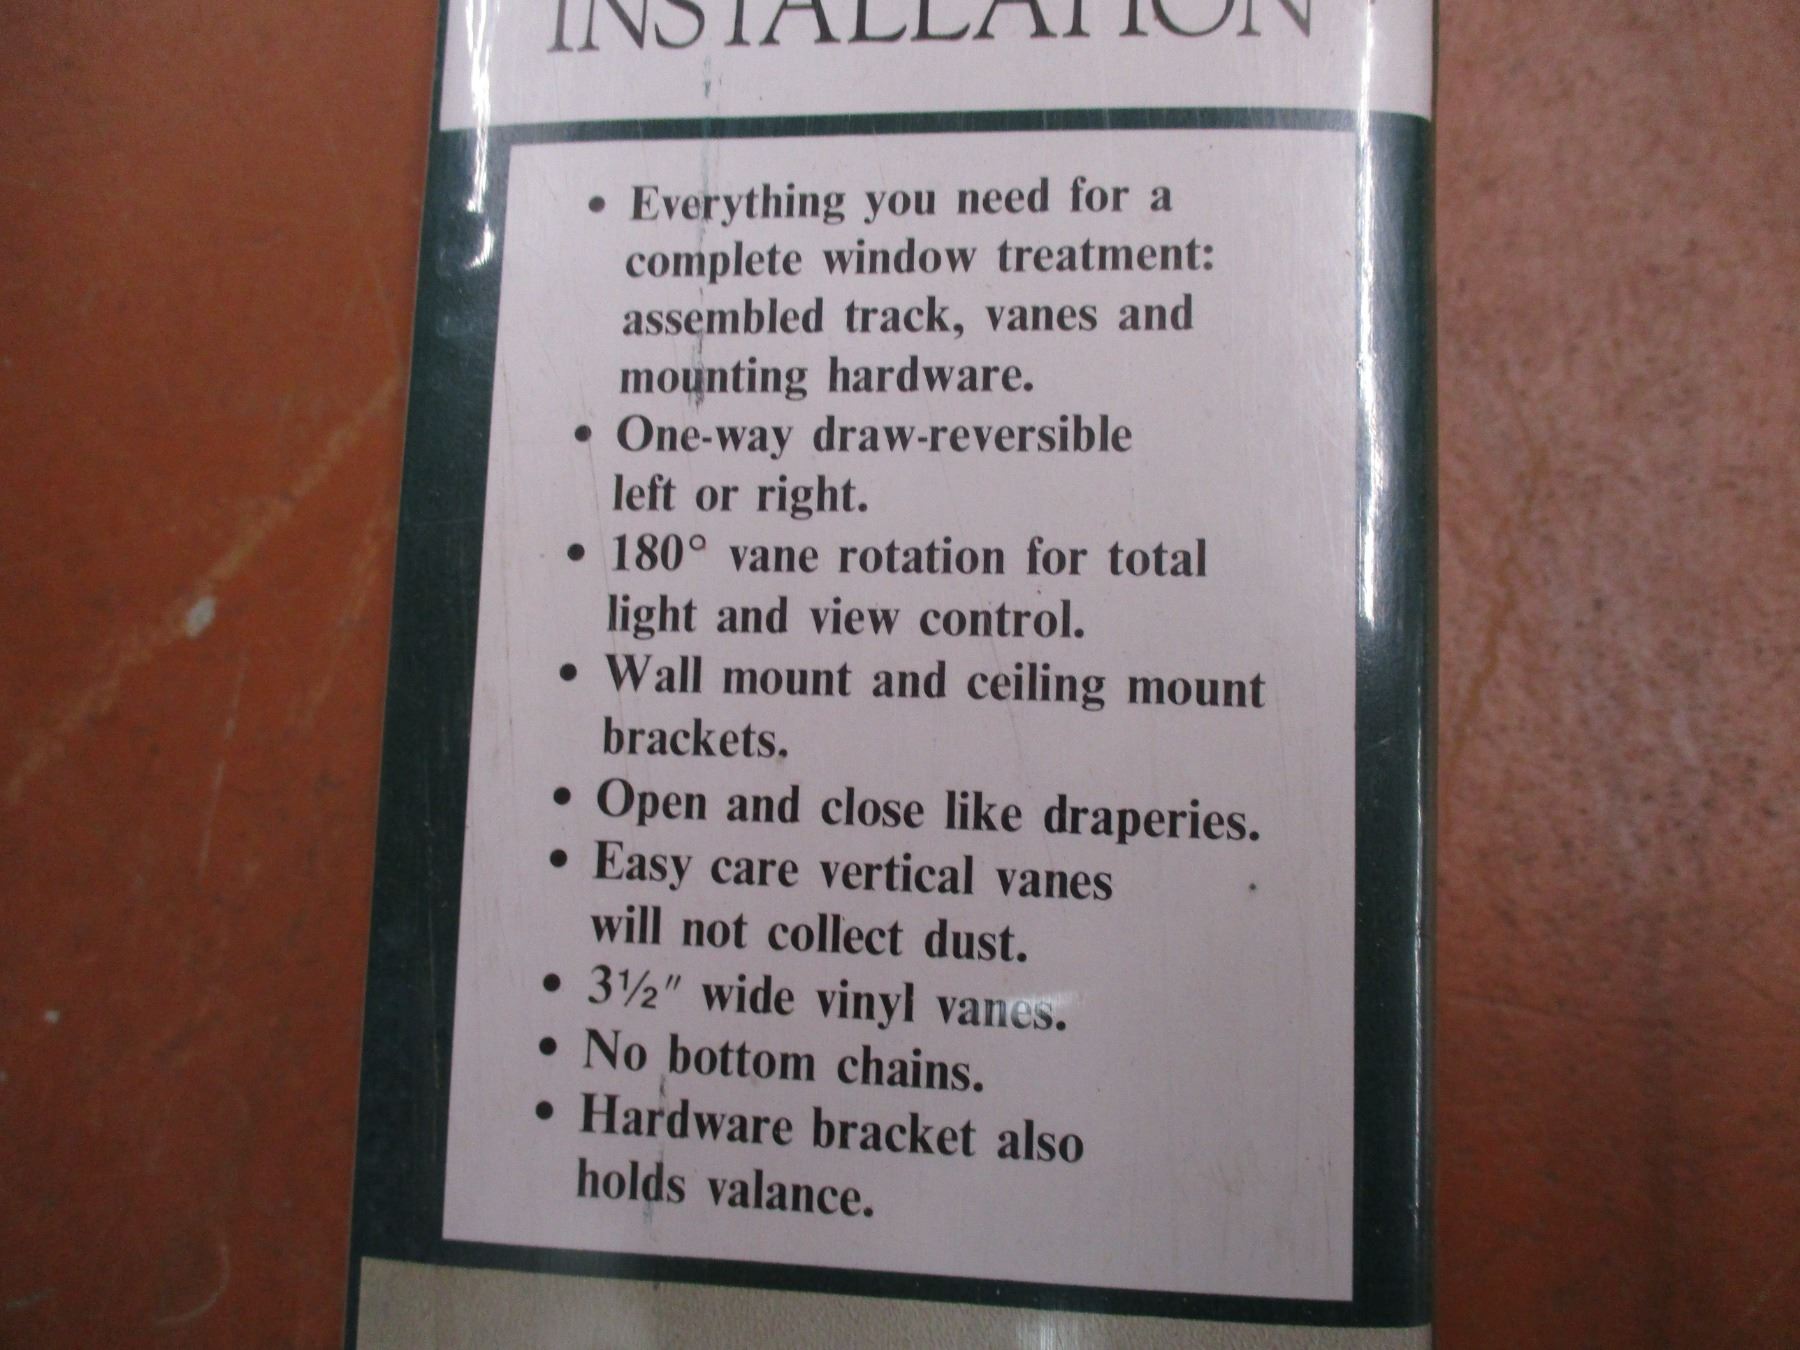 INSTALLATION
• Everything you need for a
complete window treatment:
assembled track, vanes and
mounting hardware.
• One-way draw-reversible
left or right.
• 180° vane rotation for total
light and view control.
• Wall mount and ceiling mount
brackets.
• Open and close like draperies.
• Easy care vertical vanes
will not collect dust.
• 3½" wide vinyl vanes.
• No bottom chains.
• Hardware bracket also
holds valance.